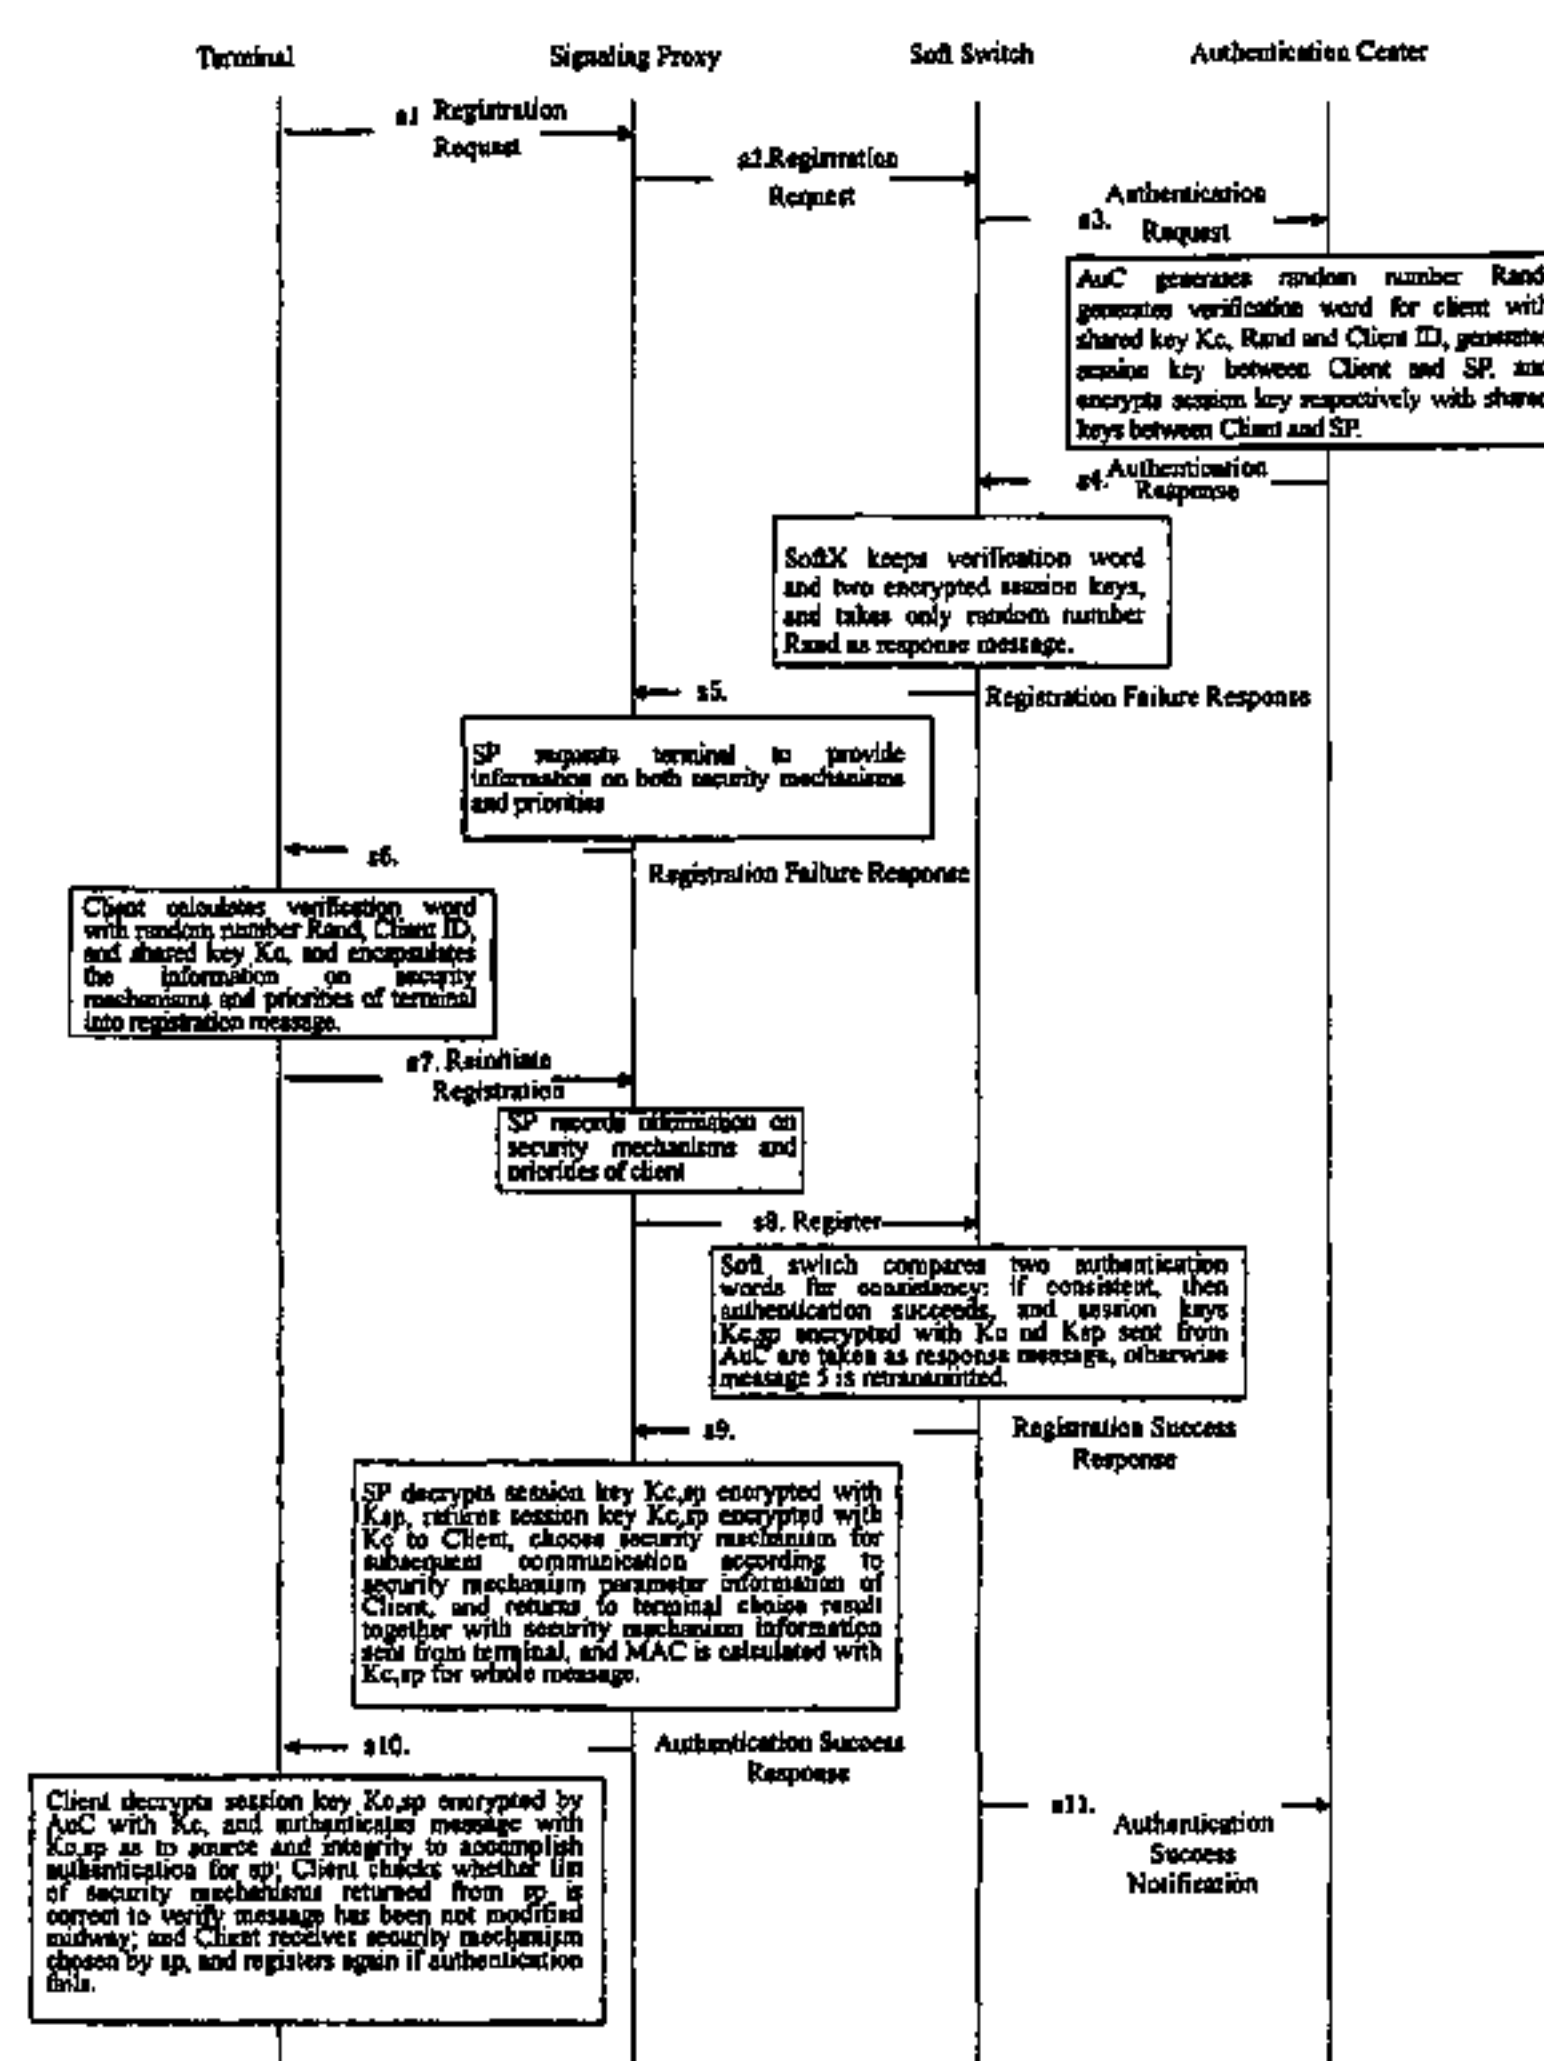 Terminal
Signaling Proxy
Soft Switch
Authentication Center
s1 Registration
Request
s2.Registration
Request
Authentication
s3. Request
AuC generates random number Rand
generates verification word for client with
shared key Kc, Rand and Client ID, generates
session key between Client and SP. and
encrypts session key respectively with shared
keys between Client and SP.
s4. Authentication
Response
SoftX keeps verification word
and two encrypted session keys,
and takes only random number
Rand as response message.
s5.
Registration Failure Response
SP requests terminal to provide
information on both security mechanisms
and priorities
s6.
Registration Failure Response
Client calculates verification word
with random number Rand, Client ID,
and shared key Kc, and encapsulates
the information on security
mechanisms and priorities of terminal
into registration message.
s7. Reinitiate
Registration
SP records information on
security mechanisms and
priorities of client
s8. Register
Soft switch compares two authentication
words for consistency: if consistent, then
authentication succeeds, and session keys
Kc,sp encrypted with Kc nd Ksp sent from
AuC are taken as response message, otherwise
message 5 is retransmitted.
s9.
Registration Success
Response
SP decrypts session key Kc,sp encrypted with
Ksp, returns session key Kc,sp encrypted with
Kc to Client, choose security mechanism for
subsequent communication according to
security mechanism parameter information of
Client, and returns to terminal choice result
together with security mechanism information
sent from terminal, and MAC is calculated with
Kc,sp for whole message.
s10.
Authentication Success
Response
Client decrypts session key Kc,sp encrypted by
AuC with Kc, and authenticates message with
Kc,sp as to source and integrity to accomplish
authentication for sp; Client checks whether list
of security mechanisms returned from sp is
correct to verify message has been not modified
midway; and Client receives security mechanism
chosen by sp, and registers again if authentication
fails.
s11.
Authentication
Success
Notification